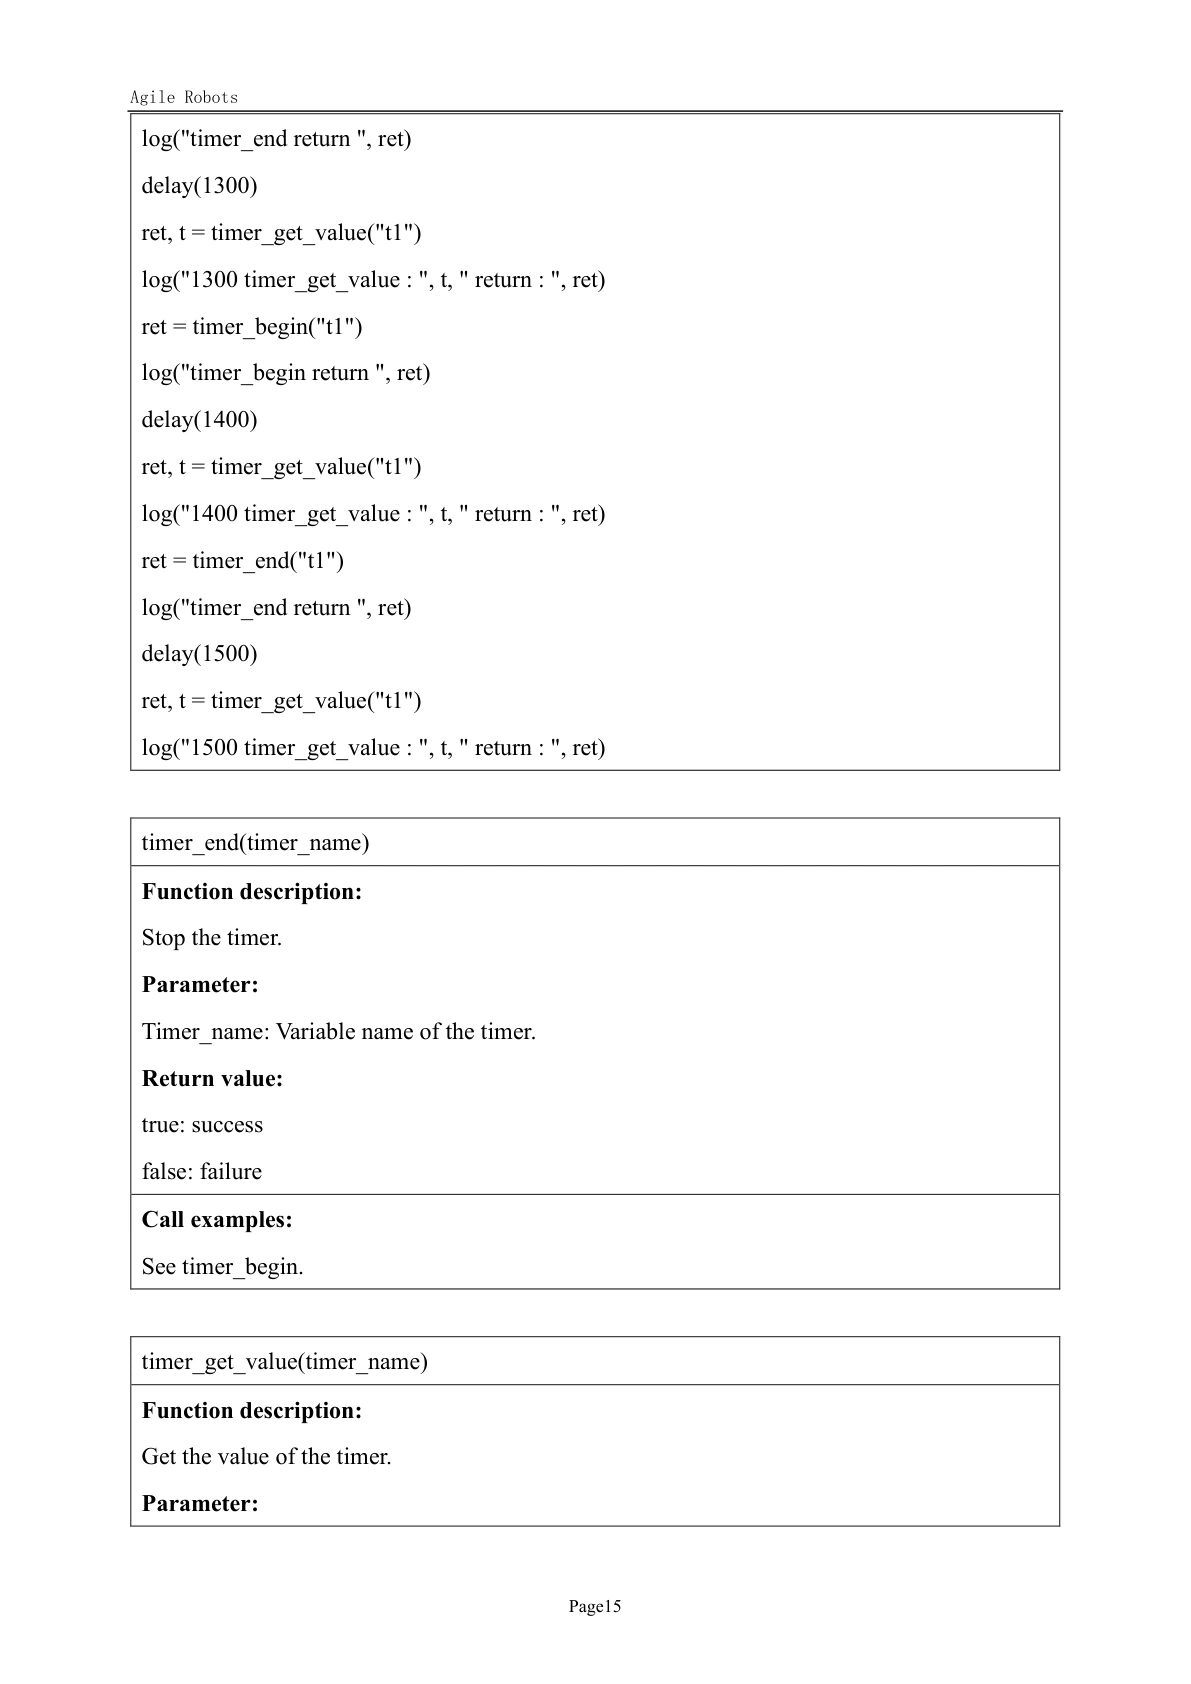 Agile Robots
log("timer_end return ", ret)
delay(1300)
ret, t = timer_get_value("t1")
log("1300 timer_get_value : ", t, " return : ", ret)
ret = timer_begin("t1")
log("timer_begin return ", ret)
delay(1400)
ret, t = timer_get_value("t1")
log("1400 timer_get_value : ", t, " return : ", ret)
ret = timer_end("t1")
log("timer_end return ", ret)
delay(1500)
ret, t = timer_get_value("t1")
log("1500 timer_get_value : ", t, " return : ", ret)
timer_end(timer_name)
Function description:
Stop the timer.
Parameter:
Timer_name: Variable name of the timer.
Return value:
true: success
false: failure
Call examples:
See timer_begin.
timer_get_value(timer_name)
Function description:
Get the value of the timer.
Parameter:
Page15